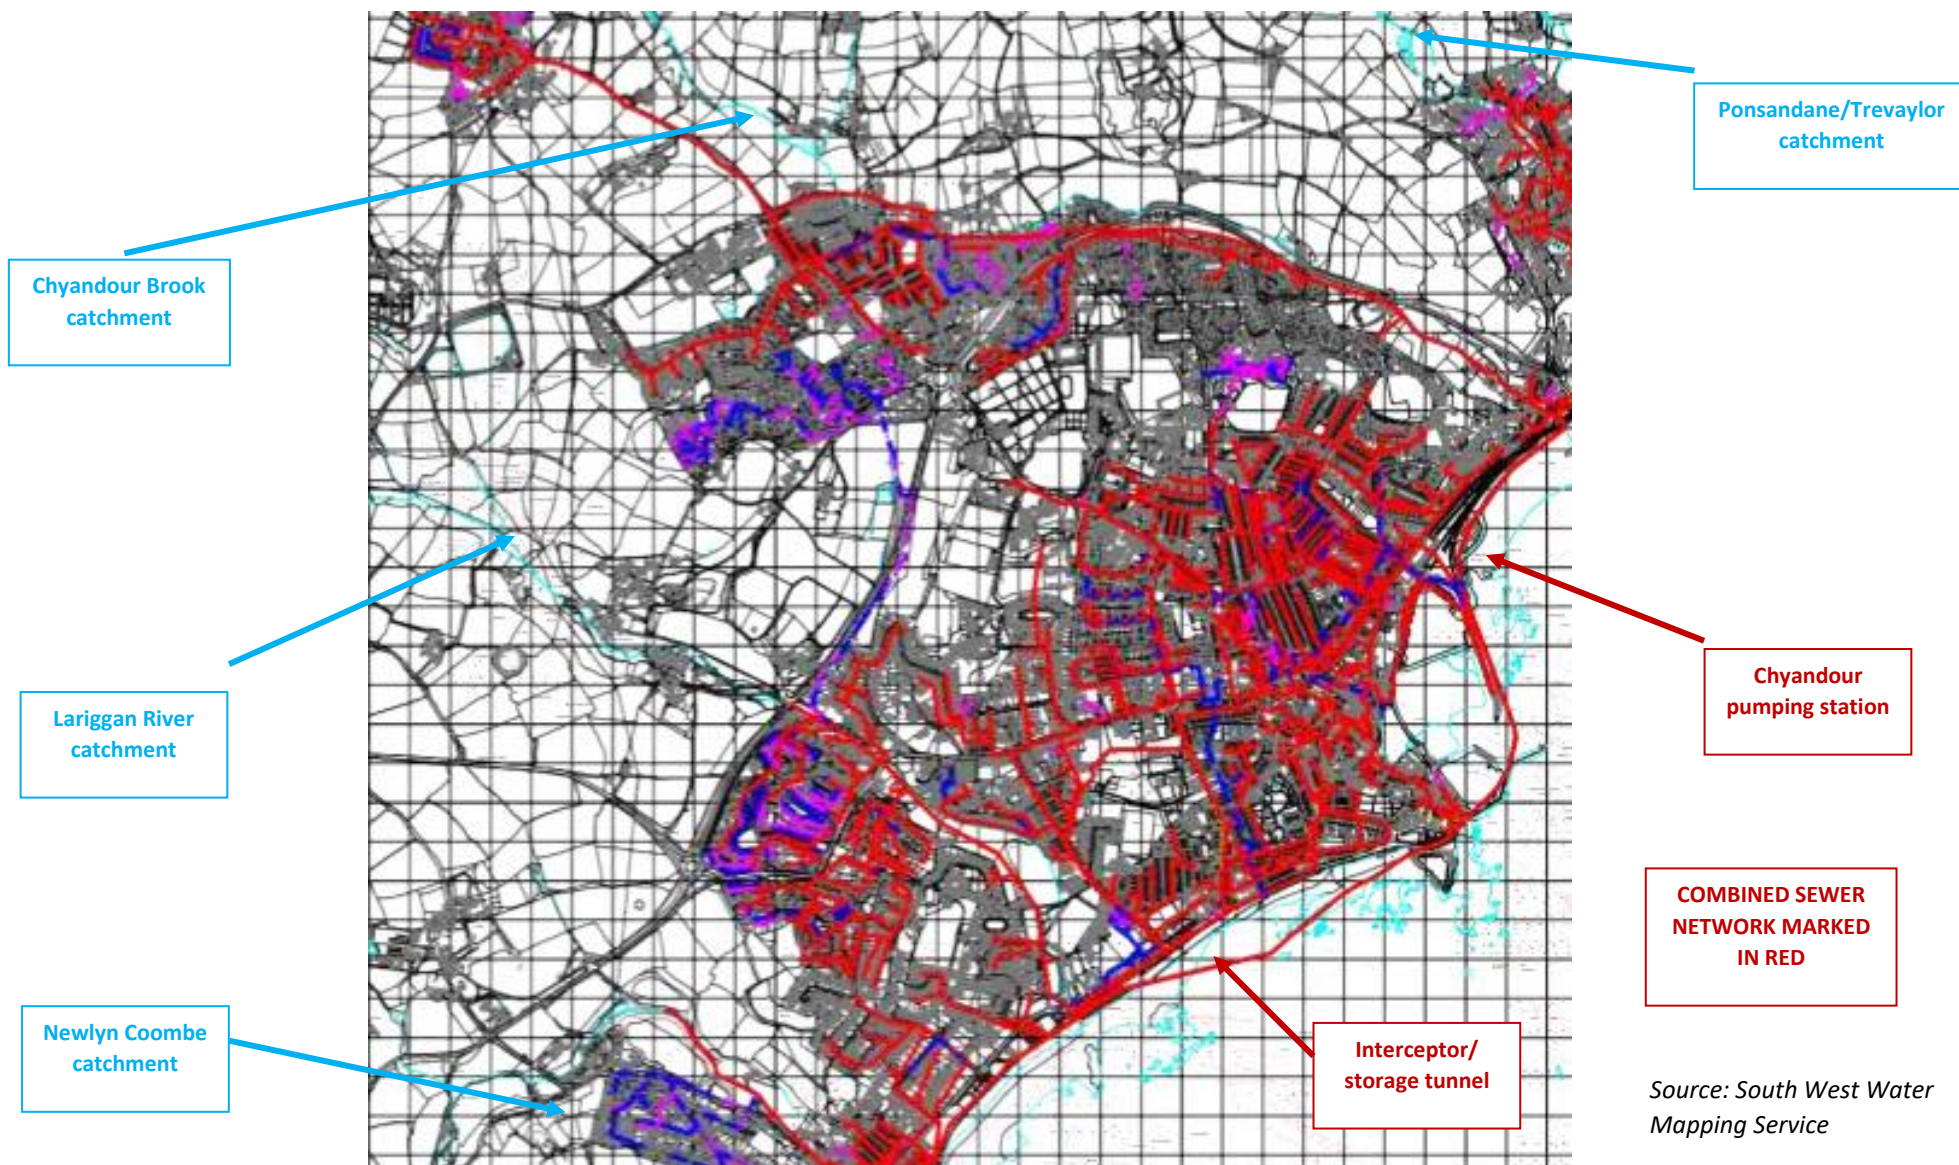 Ponsandane/Trevaylor
catchment
Chyandour Brook
catchment
Chyandour
pumping station
Lariggan River
catchment
COMBINED SEWER
NETWORK MARKED
IN RED
Newlyn Coombe
catchment
Interceptor/
storage tunnel
Source: South West Water
Mapping Service